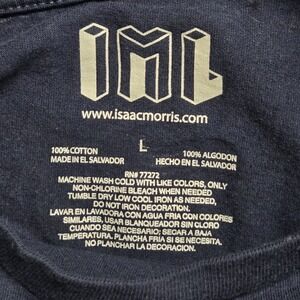 IML
www.isaacmorris.com
L
100% COTTON
MADE IN EL SALVADOR
100% ALGODON
HECHO EN EL SALVADOR
RN# 77272
MACHINE WASH COLD WITH LIKE COLORS, ONLY
NON-CHLORINE BLEACH WHEN NEEDED
TUMBLE DRY LOW COOL IRON AS NEEDED,
DO NOT IRON DECORATION.
LAVAR EN LAVADORA CON AGUA FRIA CON COLORES
SIMILARES, USAR BLANQUEADOR SIN CLORO
CUANDO SEA NECESARIO; SECAR A BAJA
TEMPERATURA, PLANCHA FRIA SI SE NECESITA.
NO PLANCHAR LA DECORACION.